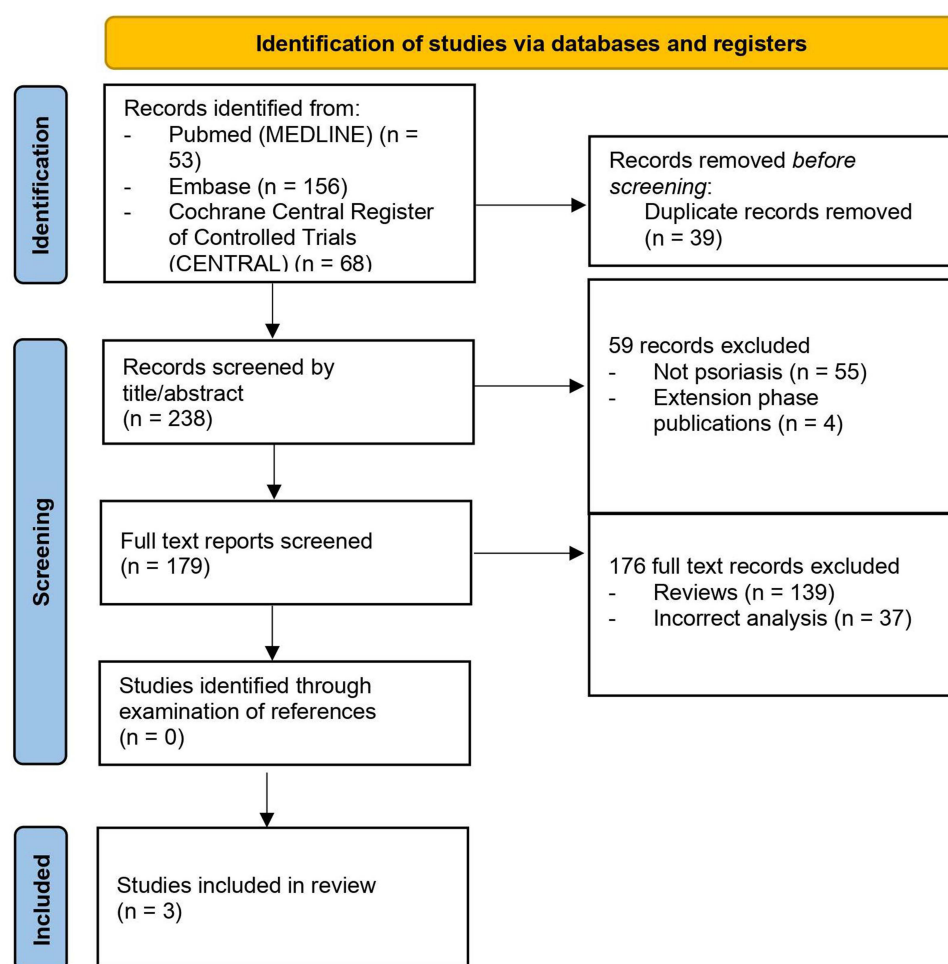 Identification of studies via databases and registers
Identification
Records identified from:
- Pubmed (MEDLINE) (n =
53)
- Embase (n = 156)
- Cochrane Central Register
of Controlled Trials
(CENTRAL) (n = 68)
Records removed before
screening:
Duplicate records removed
(n = 39)
Screening
Records screened by
title/abstract
(n = 238)
59 records excluded
- Not psoriasis (n = 55)
- Extension phase
publications (n = 4)
Full text reports screened
(n = 179)
176 full text records excluded
- Reviews (n = 139)
- Incorrect analysis (n = 37)
Studies identified through
examination of references
(n = 0)
Included
Studies included in review
(n = 3)